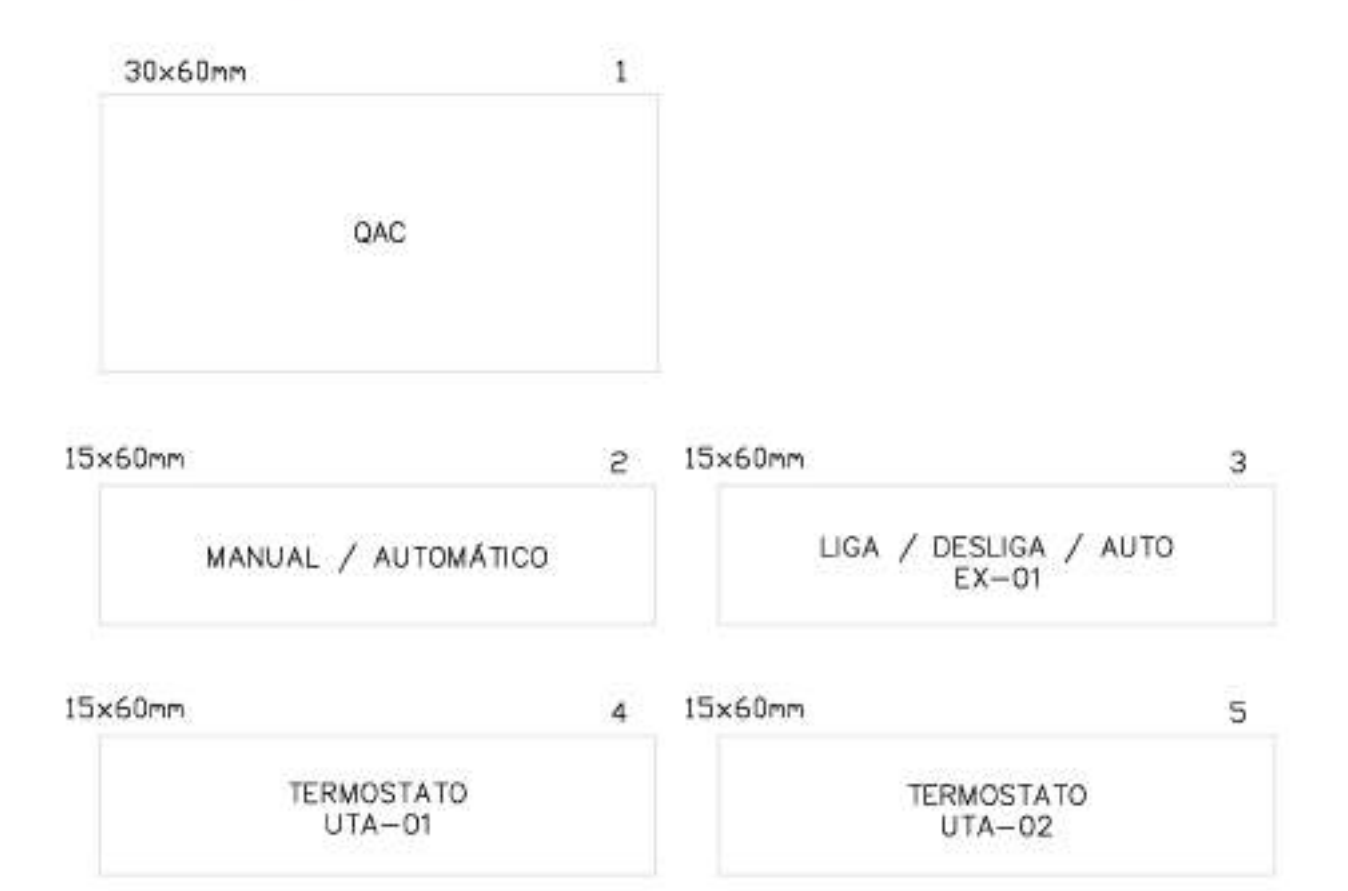 30x60mm 1
QAC
15x60mm 2
MANUAL / AUTOMÁTICO
15x60mm 3
LIGA / DESLIGA / AUTO
EX-01
15x60mm 4
TERMOSTATO
UTA-01
15x60mm 5
TERMOSTATO
UTA-02